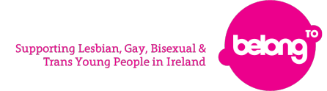 Supporting Lesbian, Gay, Bisexual &
Trans Young People in Ireland
belong
TO